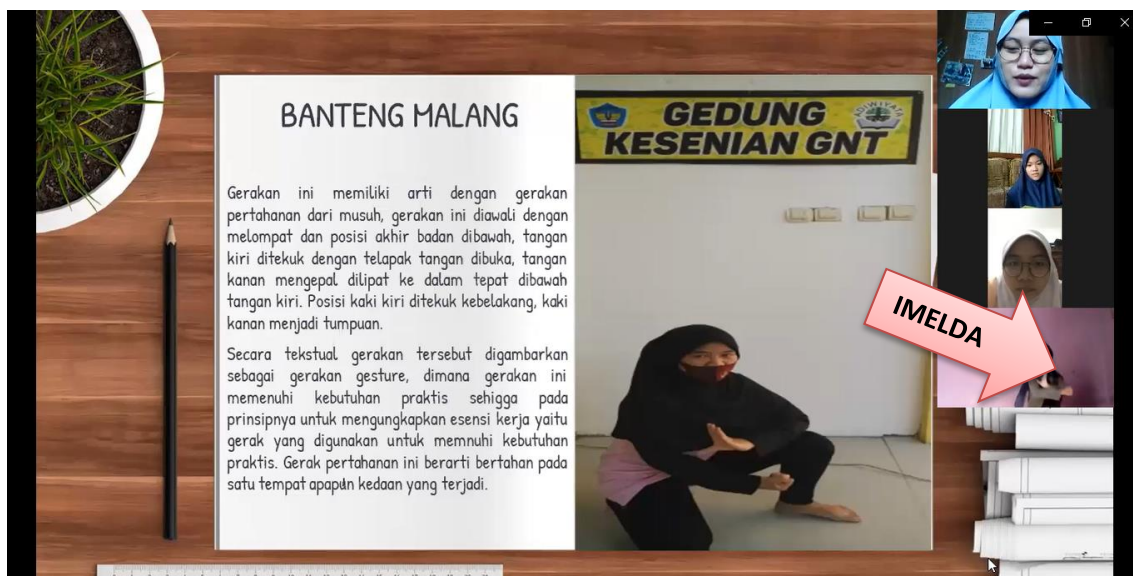 BANTENG MALANG
Gerakan ini memiliki arti dengan gerakan
pertahanan dari musuh, gerakan ini diawali dengan
melompat dan posisi akhir badan dibawah, tangan
kiri ditekuk dengan telapak tangan dibuka, tangan
kanan mengepal dilipat ke dalam tepat dibawah
tangan kiri. Posisi kaki kiri ditekuk kebelakang, kaki
kanan menjadi tumpuan.
Secara tekstual gerakan tersebut digambarkan
sebagai gerakan gesture, dimana gerakan ini
memenuhi kebutuhan praktis sehigga pada
prinsipnya untuk mengungkapkan esensi kerja yaitu
gerak yang digunakan untuk memnuhi kebutuhan
praktis. Gerak pertahanan ini berarti bertahan pada
satu tempat apapun kedaan yang terjadi.
GEDUNG
KESENIAN GNT
ADIWIYATA
IMELDA